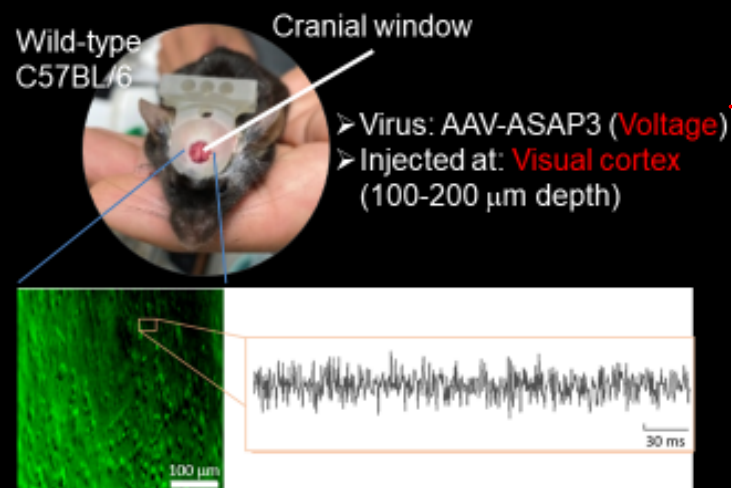 Cranial window
Wild-type
C57BL/6
➢Virus: AAV-ASAP3 (Voltage)
➢Injected at: Visual cortex
(100-200 μm depth)
100 μm
30 ms